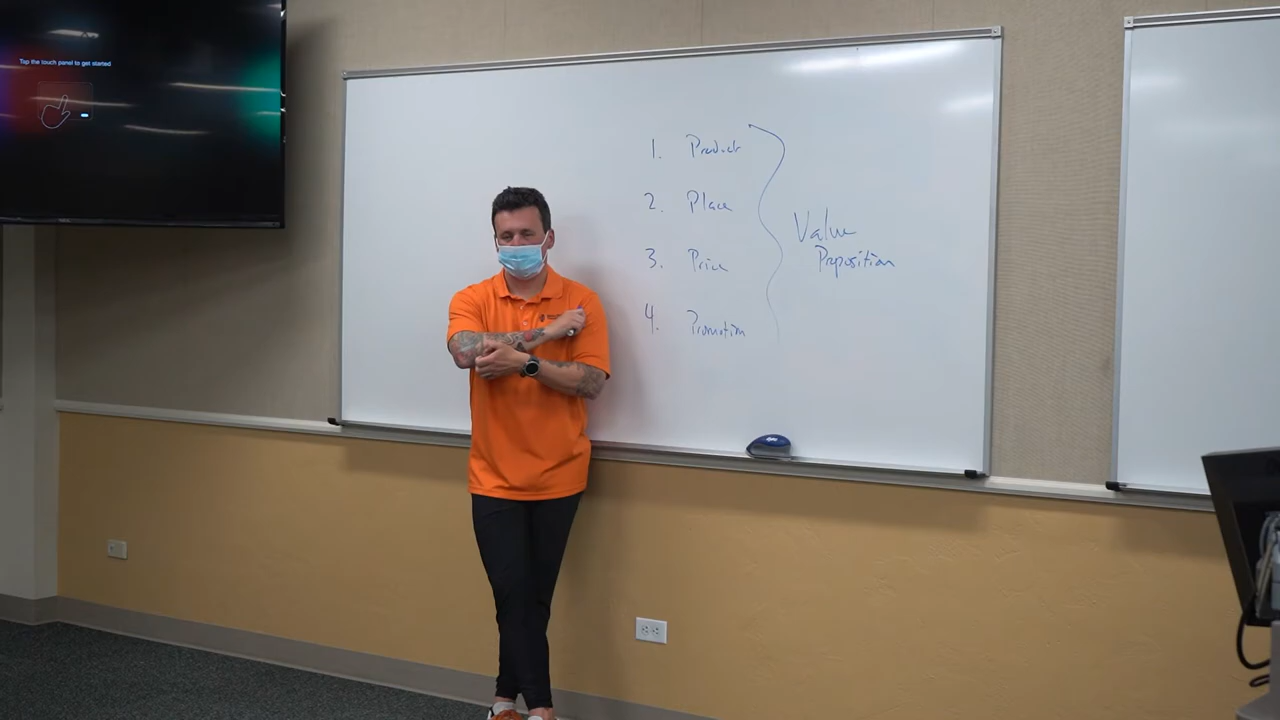 Tap the touch panel to get started
1. Product
2. Place
3. Price
4. Promotion
Value
Proposition